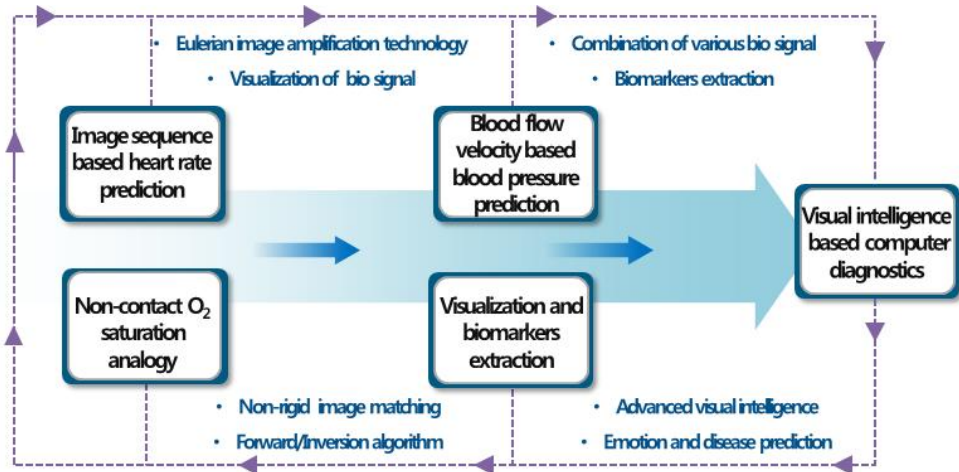 • Eulerian image amplification technology
• Visualization of bio signal
• Combination of various bio signal
• Biomarkers extraction
Image sequence
based heart rate
prediction
Blood flow
velocity based
blood pressure
prediction
Visual intelligence
based computer
diagnostics
Non-contact O₂
saturation
analogy
Visualization and
biomarkers
extraction
• Non-rigid image matching
• Forward/Inversion algorithm
• Advanced visual intelligence
• Emotion and disease prediction